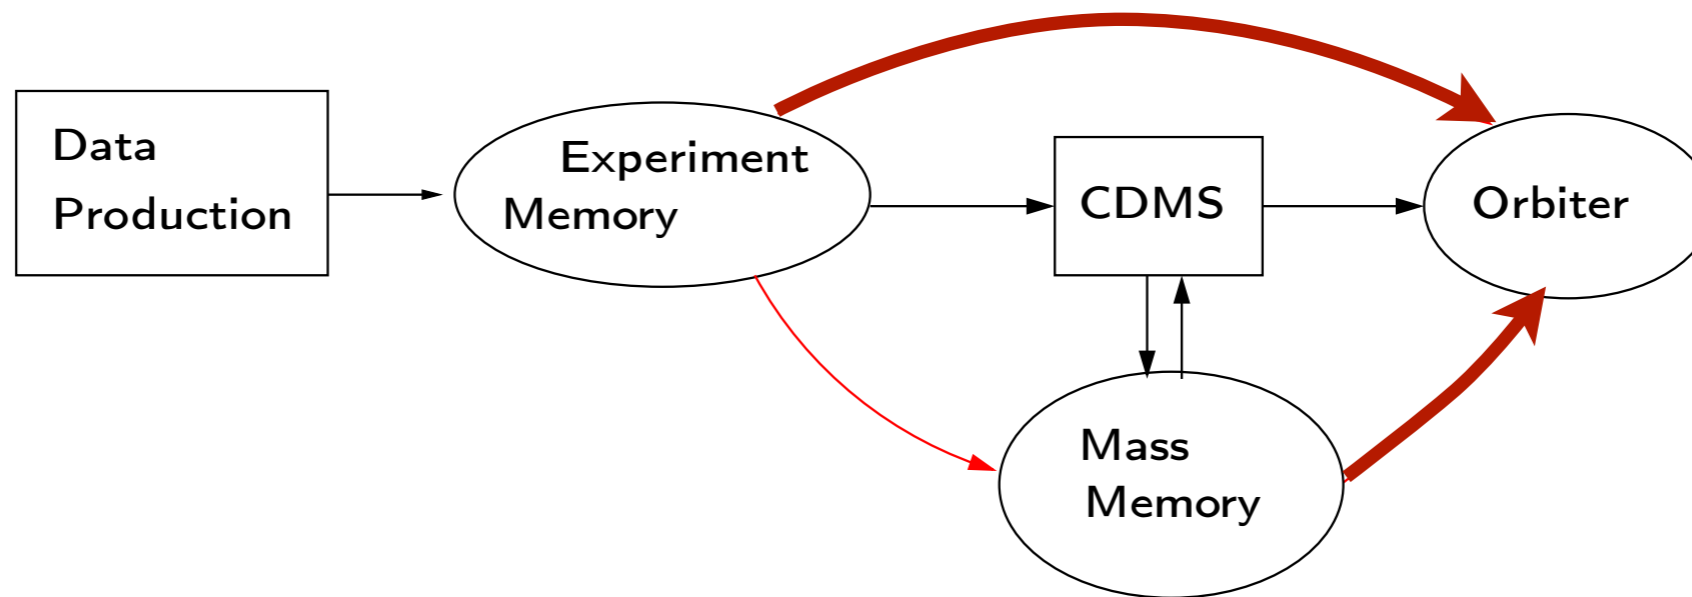 Data
Production
Experiment
Memory
CDMS
Orbiter
Mass
Memory